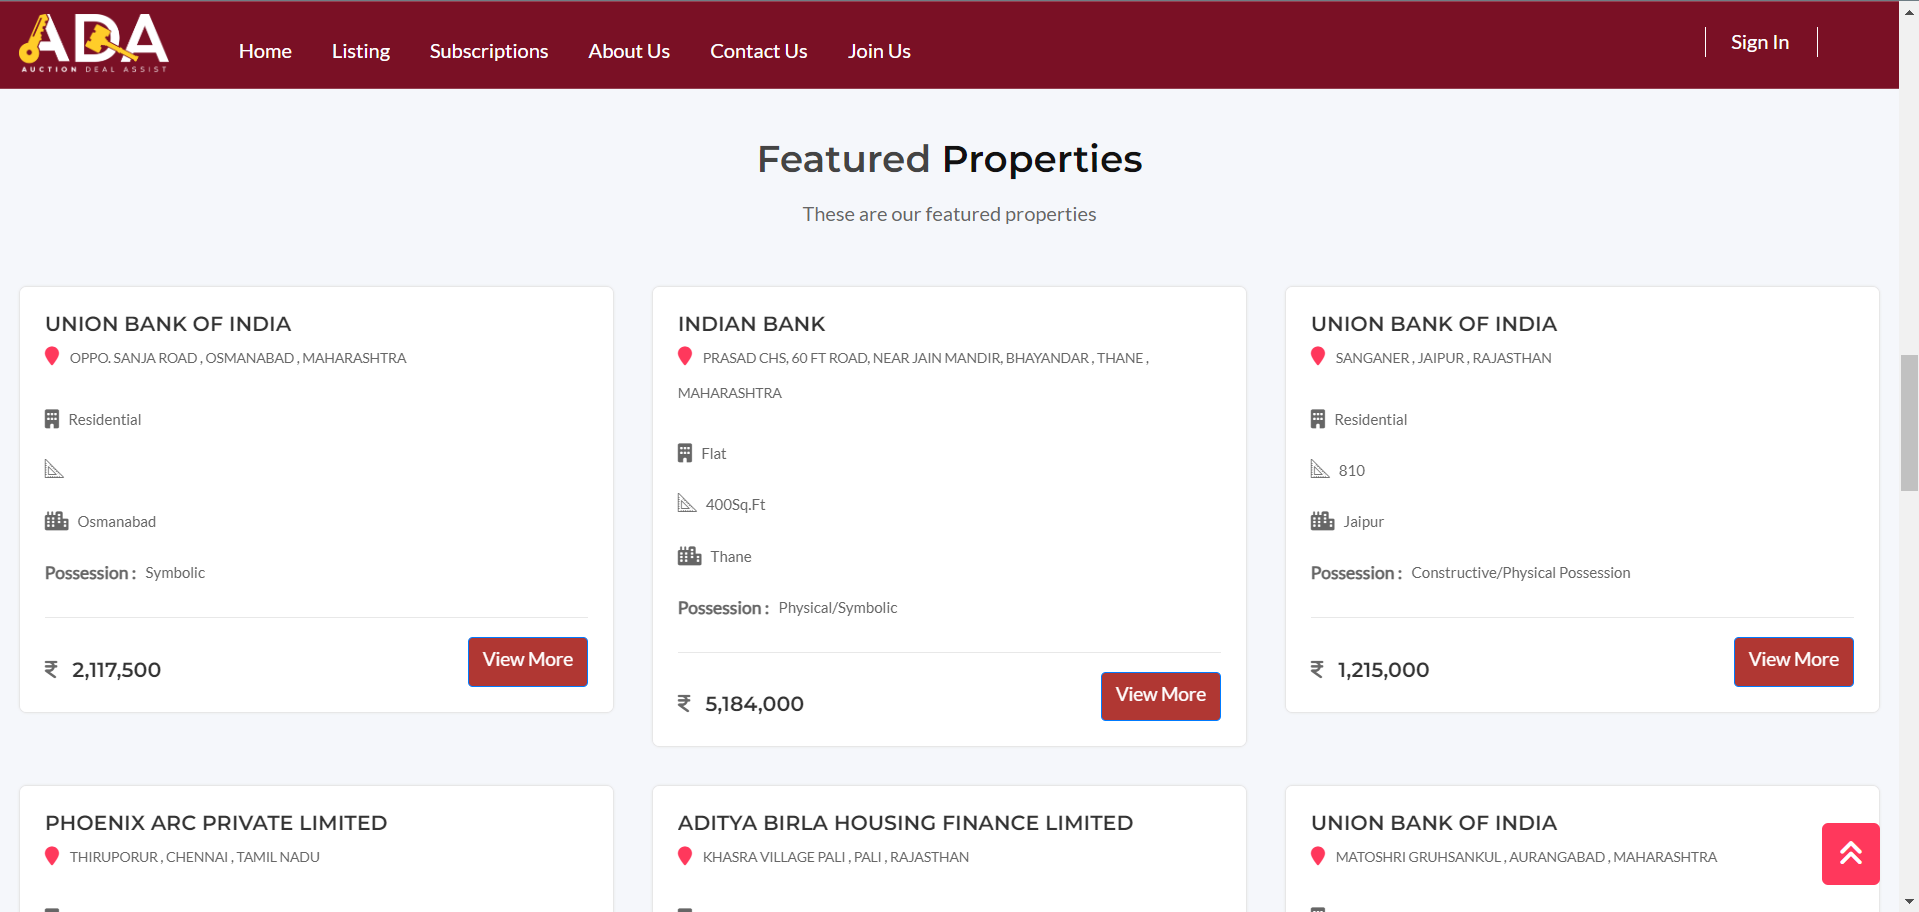 ADA
AUCTION DEAL ASSIST
Home Listing Subscriptions About Us Contact Us Join Us Sign In
Featured Properties
These are our featured properties
UNION BANK OF INDIA
OPPO. SANJA ROAD , OSMANABAD , MAHARASHTRA
Residential
Osmanabad
Possession : Symbolic
₹ 2,117,500
View More
INDIAN BANK
PRASAD CHS, 60 FT ROAD, NEAR JAIN MANDIR, BHAYANDAR , THANE ,
MAHARASHTRA
Flat
400Sq.Ft
Thane
Possession : Physical/Symbolic
₹ 5,184,000
View More
UNION BANK OF INDIA
SANGANER , JAIPUR , RAJASTHAN
Residential
810
Jaipur
Possession : Constructive/Physical Possession
₹ 1,215,000
View More
PHOENIX ARC PRIVATE LIMITED
THIRUPORUR , CHENNAI , TAMIL NADU
ADITYA BIRLA HOUSING FINANCE LIMITED
KHASRA VILLAGE PALI , PALI , RAJASTHAN
UNION BANK OF INDIA
MATOSHRI GRUHSANKUL , AURANGABAD , MAHARASHTRA